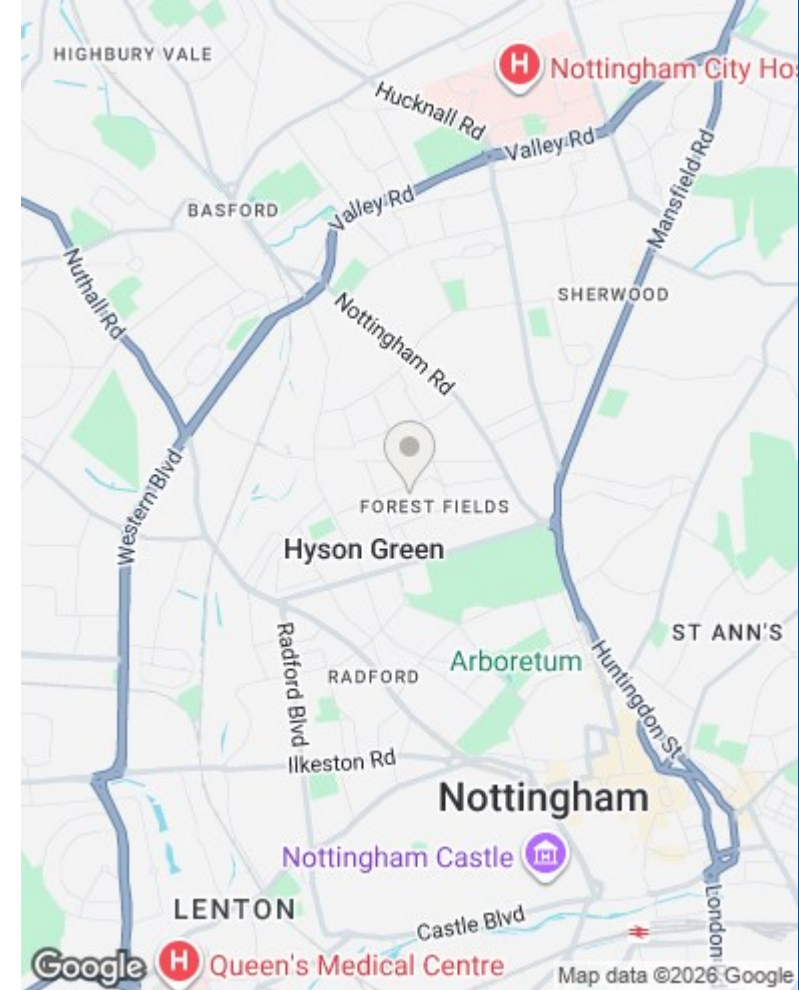 HIGHBURY VALE
H
Nottingham City Hos
Hucknall Rd
Valley Rd
Mansfield Rd
BASFORD
Valley Rd
Nuthall Rd
SHERWOOD
Nottingham Rd
Western Blvd
FOREST FIELDS
Hyson Green
ST ANN'S
Arboretum
Radford Blvd
RADFORD
Huntingdon St
Ilkeston Rd
Nottingham
Nottingham Castle
LENTON
Castle Blvd
London
Google
H
Queen's Medical Centre
Map data ©2026 Google